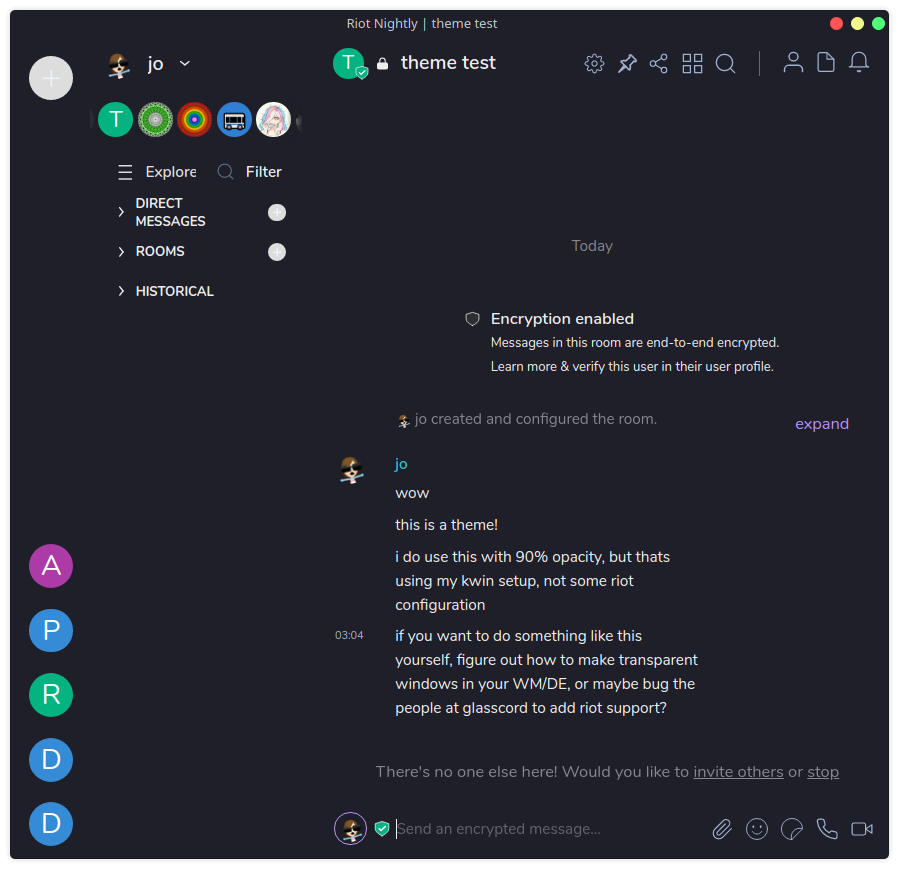 Riot Nightly | theme test
jo
T
theme test
T
Explore
Filter
DIRECT
MESSAGES
ROOMS
HISTORICAL
A
P
R
D
D
Today
Encryption enabled
Messages in this room are end-to-end encrypted.
Learn more & verify this user in their user profile.
jo created and configured the room.
expand
jo
wow
this is a theme!
i do use this with 90% opacity, but thats
using my kwin setup, not some riot
configuration
03:04
if you want to do something like this
yourself, figure out how to make transparent
windows in your WM/DE, or maybe bug the
people at glasscord to add riot support?
There's no one else here! Would you like to invite others or stop
Send an encrypted message…